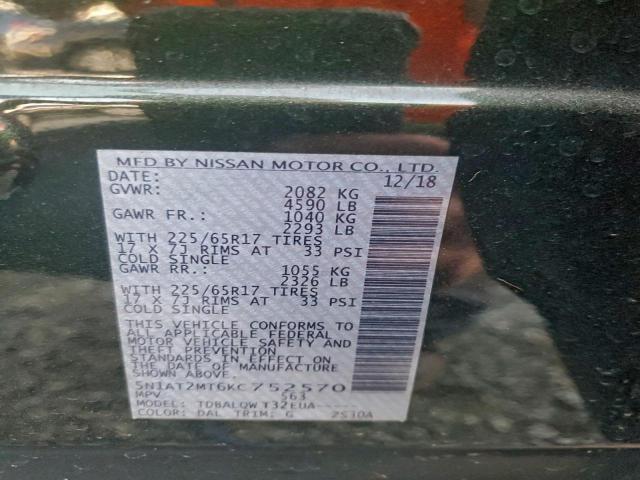 MFD BY NISSAN MOTOR CO., LTD.
DATE: 12/18
GVWR: 2082 KG
4590 LB
GAWR FR.: 1040 KG
2293 LB
WITH 225/65R17 TIRES
17 X 7J RIMS AT 33 PSI
COLD SINGLE
GAWR RR.: 1055 KG
2326 LB
WITH 225/65R17 TIRES
17 X 7J RIMS AT 33 PSI
COLD SINGLE
THIS VEHICLE CONFORMS TO
ALL APPLICABLE FEDERAL
MOTOR VEHICLE SAFETY AND
THEFT PREVENTION
STANDARDS IN EFFECT ON
THE DATE OF MANUFACTURE
SHOWN ABOVE.
5N1AT2MT6KC752570
MPV 563
MODEL: TDBALQW T32EUA-----
COLOR: DAL TRIM: G 2S30A